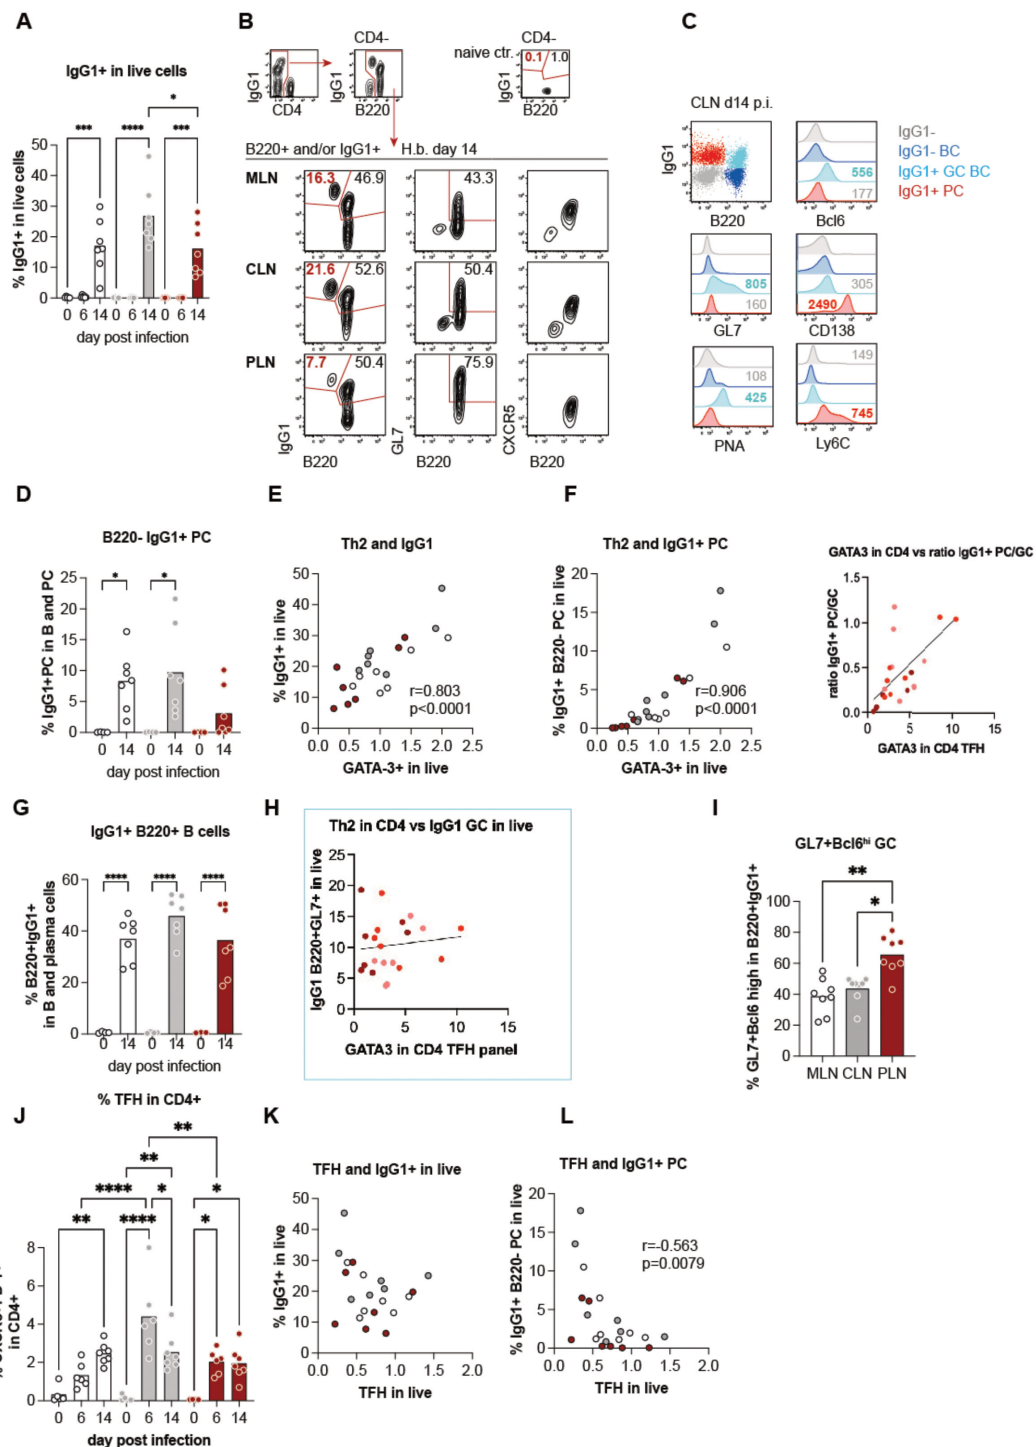 A
IgG1+ in live cells
% IgG1+ in live cells
50
40
30
20
10
0
*
*** **** ***
0 6 14 0 6 14 0 6 14
day post infection
B
CD4-
CD4-
naive ctr.
0.1 1.0
IgG1
CD4
IgG1
B220
IgG1
B220
B220+ and/or IgG1+ H.b. day 14
MLN
16.3 46.9
43.3
CLN
21.6 52.6
50.4
PLN
7.7 50.4
75.9
IgG1
B220
GL7
B220
CXCR5
B220
C
CLN d14 p.i.
IgG1
B220
IgG1-
IgG1- BC
IgG1+ GC BC
IgG1+ PC
556
177
Bcl6
805
160
GL7
305
2490
CD138
108
425
PNA
149
745
Ly6C
D
B220- IgG1+ PC
% IgG1+PC in B and PC
25
20
15
10
5
0
* *
0 14 0 14 0 14
day post infection
E
Th2 and IgG1
% IgG1+ in live
50
40
30
20
10
0
r=0.803
p<0.0001
0.0 0.5 1.0 1.5 2.0 2.5
GATA-3+ in live
F
Th2 and IgG1+ PC
% IgG1+ B220- PC in live
20
15
10
5
0
r=0.906
p<0.0001
0.0 0.5 1.0 1.5 2.0 2.5
GATA-3+ in live
GATA3 in CD4 vs ratio IgG1+ PC/GC
ratio IgG1+ PC/GC
1.5
1.0
0.5
0.0
0 5 10 15
GATA3 in CD4 TFH
G
IgG1+ B220+ B cells
% B220+IgG1+
in B and plasma cells
60
40
20
0
**** **** ****
0 14 0 14 0 14
day post infection
H
Th2 in CD4 vs IgG1 GC in live
IgG1 B220+GL7+ in live
25
20
15
10
5
0
0 5 10 15
GATA3 in CD4 TFH panel
I
GL7+Bcl6hi GC
% GL7+Bcl6 high in B220+IgG1+
100
80
60
40
20
0
**
*
MLN CLN PLN
J
% TFH in CD4+
in CD4+
8
6
4
2
0
**
**
**** * *
** **** *
0 6 14 0 6 14 0 6 14
day post infection
K
TFH and IgG1+ in live
% IgG1+ in live
50
40
30
20
10
0
0.0 0.5 1.0 1.5 2.0
TFH in live
L
TFH and IgG1+ PC
% IgG1+ B220- PC in live
20
15
10
5
0
r=-0.563
p=0.0079
0.0 0.5 1.0 1.5 2.0
TFH in live